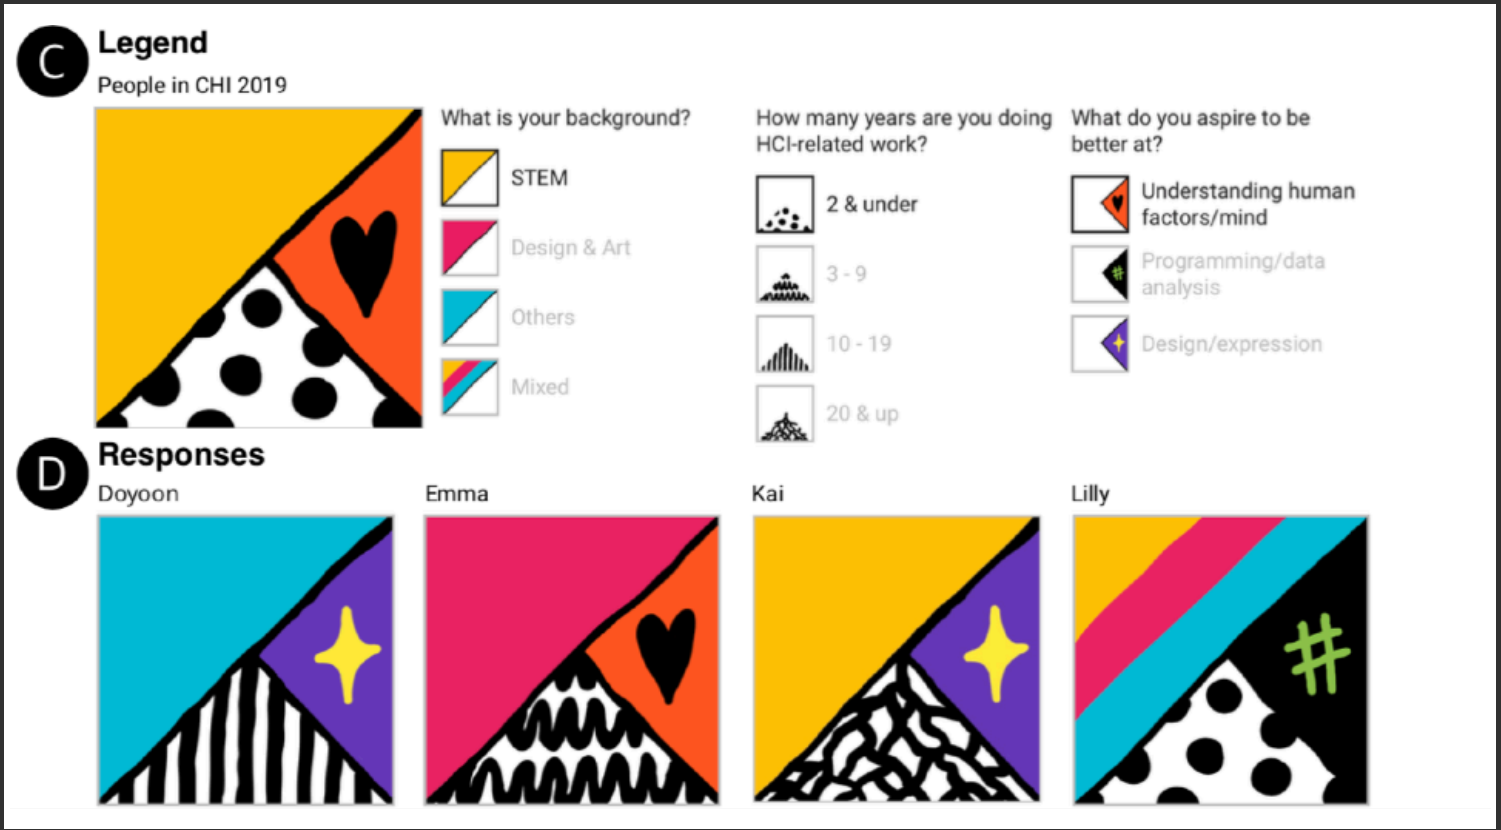 C
Legend
People in CHI 2019
What is your background?
STEM
Design & Art
Others
Mixed
How many years are you doing
HCI-related work?
2 & under
3 - 9
10 - 19
20 & up
What do you aspire to be
better at?
Understanding human
factors/mind
#
Programming/data
analysis
Design/expression
D
Responses
Doyoon
Emma
Kai
Lilly
#